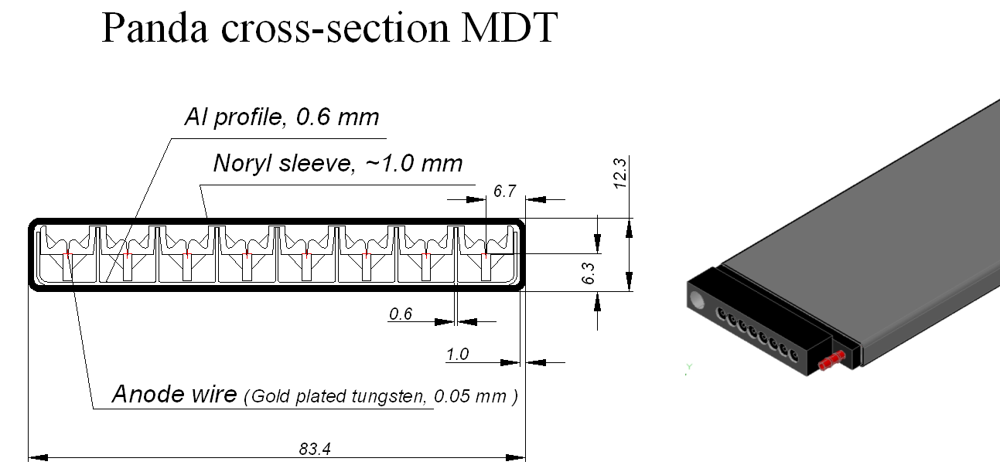 Panda cross-section MDT
Al profile, 0.6 mm
Noryl sleeve, ~1.0 mm
6.7
12.3
6.3
0.6
1.0
Anode wire (Gold plated tungsten, 0.05 mm )
83.4
Y